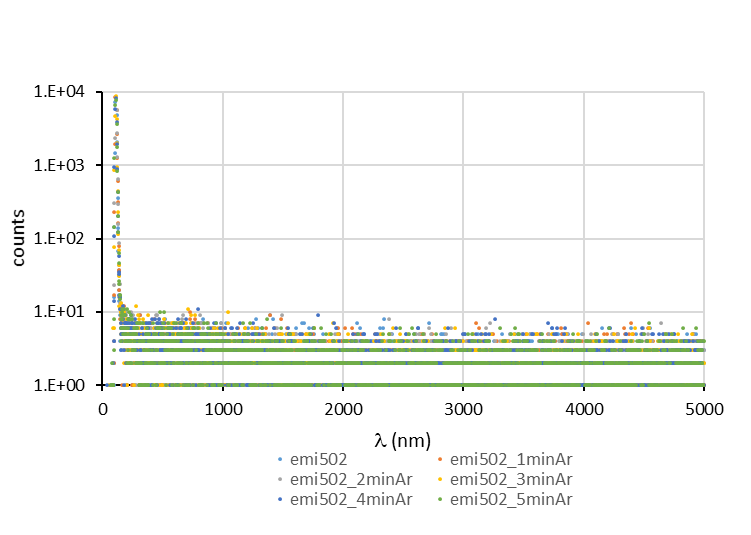 1.E+04
1.E+03
1.E+02
1.E+01
1.E+00
counts
0 1000 2000 3000 4000 5000
λ (nm)
emi502 emi502_1minAr
emi502_2minAr emi502_3minAr
emi502_4minAr emi502_5minAr